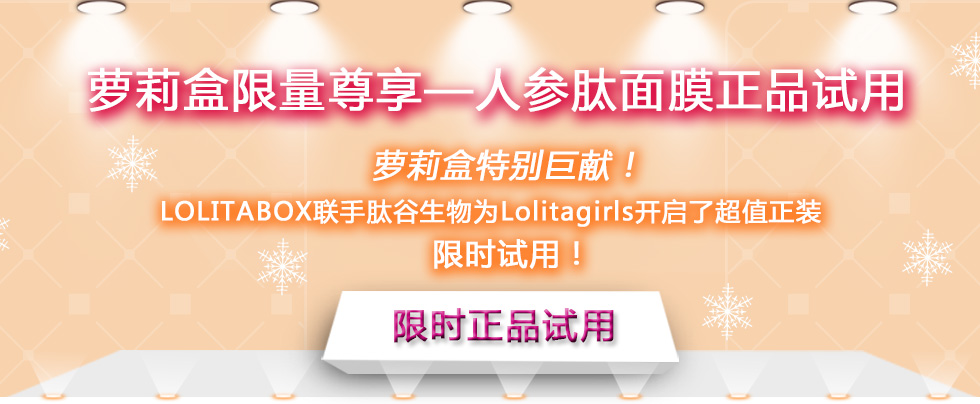 萝莉盒限量尊享—人参肽面膜正品试用
萝莉盒特别巨献！
LOLITABOX联手肽谷生物为Lolitagirls开启了超值正装
限时试用！
限时正品试用